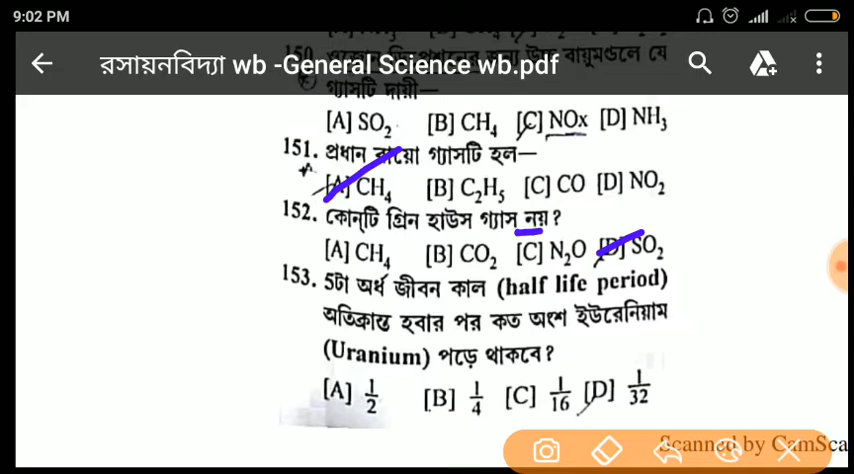 9:02 PM
রসায়নবিদ্যা wb -General Science wb.pdf
150. ওজোন উচ্চ বায়ুমণ্ডলে যে
গ্যাসটি দায়ী—
[A] SO₂ [B] CH₄ [C] NOx [D] NH₃
151. প্রধান বায়ো গ্যাসটি হল—
[A] CH₄ [B] C₂H₅ [C] CO [D] NO₂
152. কোন্‌টি গ্রিন হাউস গ্যাস নয়?
[A] CH₄ [B] CO₂ [C] N₂O [D] SO₂
153. 5টা অর্ধ জীবন কাল (half life period)
অতিক্রান্ত হবার পর কত অংশ ইউরেনিয়াম
(Uranium) পড়ে থাকবে?
[A] 1/2 [B] 1/4 [C] 1/16 [D] 1/32
Scanned by CamSca